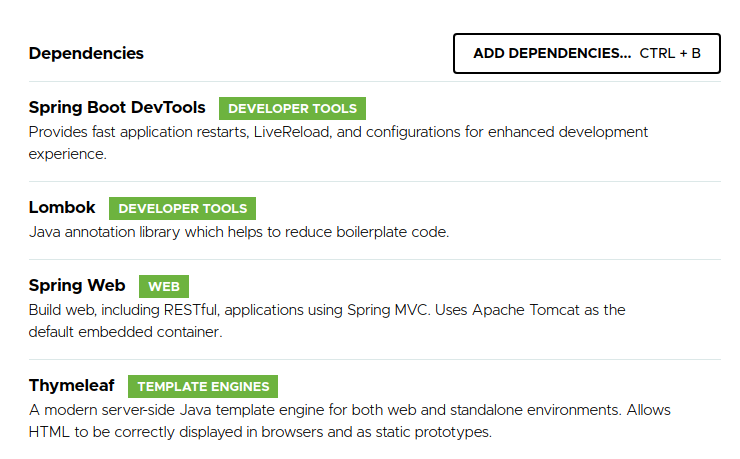 Dependencies ADD DEPENDENCIES... CTRL + B
Spring Boot DevTools DEVELOPER TOOLS
Provides fast application restarts, LiveReload, and configurations for enhanced development
experience.
Lombok DEVELOPER TOOLS
Java annotation library which helps to reduce boilerplate code.
Spring Web WEB
Build web, including RESTful, applications using Spring MVC. Uses Apache Tomcat as the
default embedded container.
Thymeleaf TEMPLATE ENGINES
A modern server-side Java template engine for both web and standalone environments. Allows
HTML to be correctly displayed in browsers and as static prototypes.